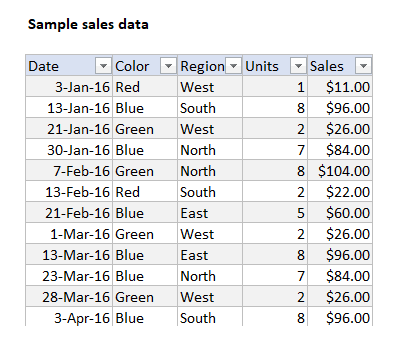 Sample sales data
Date Color Region Units Sales
3-Jan-16 Red West 1 $11.00
13-Jan-16 Blue South 8 $96.00
21-Jan-16 Green West 2 $26.00
30-Jan-16 Blue North 7 $84.00
7-Feb-16 Green North 8 $104.00
13-Feb-16 Red South 2 $22.00
21-Feb-16 Blue East 5 $60.00
1-Mar-16 Green West 2 $26.00
13-Mar-16 Blue East 8 $96.00
23-Mar-16 Blue North 7 $84.00
28-Mar-16 Green West 2 $26.00
3-Apr-16 Blue South 8 $96.00